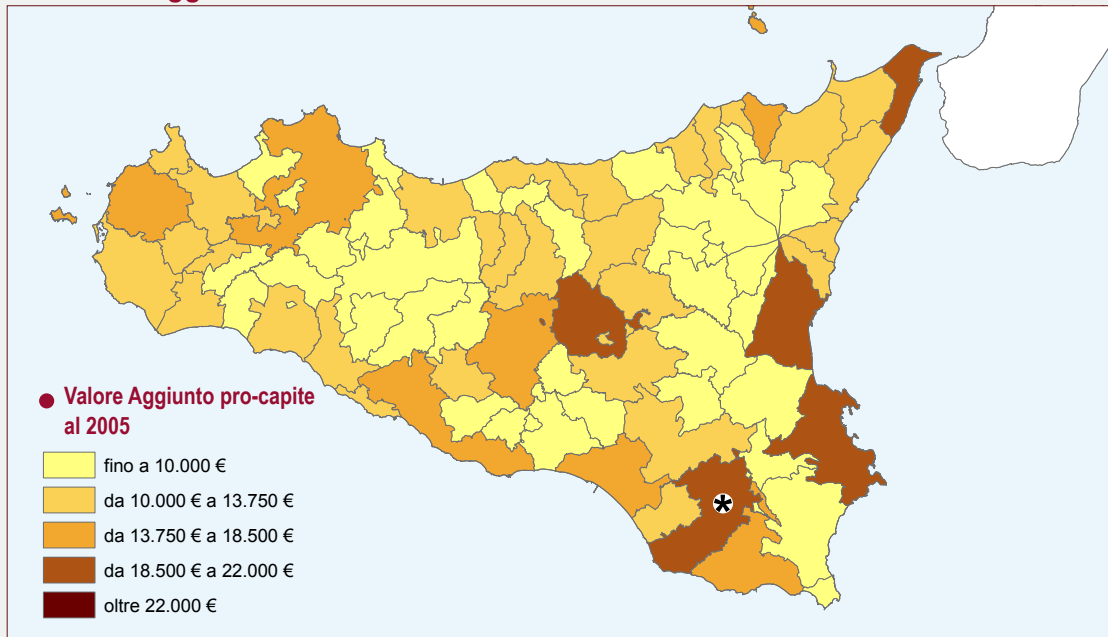 Valore Aggiunto pro-capite
al 2005
fino a 10.000 €
da 10.000 € a 13.750 €
da 13.750 € a 18.500 €
da 18.500 € a 22.000 €
oltre 22.000 €
*